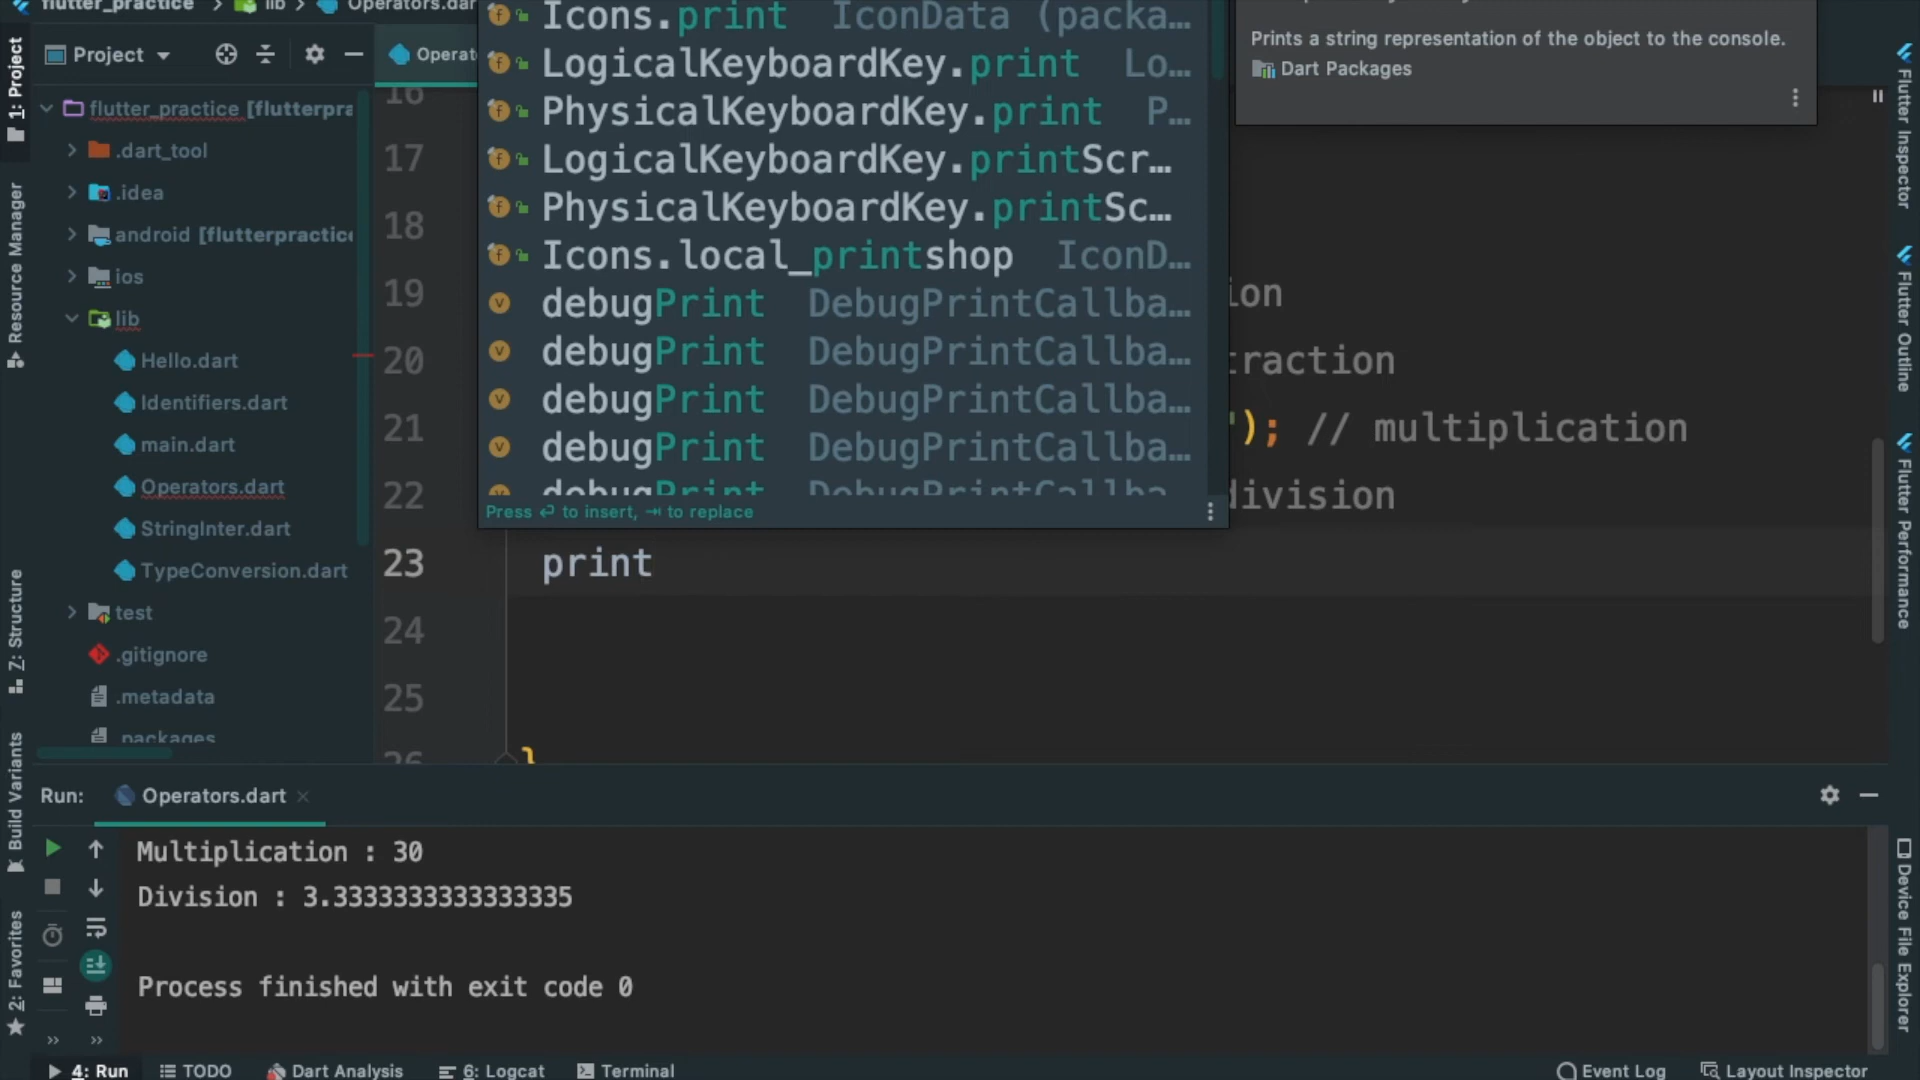 flutter_practice > lib > Operators.dar
1: Project
Project
Operat
flutter_practice [flutterpra
.dart_tool
.idea
android [flutterpractic
ios
lib
Hello.dart
Identifiers.dart
main.dart
Operators.dart
StringInter.dart
TypeConversion.dart
test
.gitignore
.metadata
.packages
Resource Manager
Z: Structure
Build Variants
2: Favorites
Icons.print IconData (packa…
LogicalKeyboardKey.print Lo…
PhysicalKeyboardKey.print P…
LogicalKeyboardKey.printScr…
PhysicalKeyboardKey.printSc…
Icons.local_printshop IconD…
debugPrint DebugPrintCallba…
debugPrint DebugPrintCallba…
debugPrint DebugPrintCallba…
debugPrint DebugPrintCallba…
debugPrint DebugPrintCallba
Press ↩ to insert, ⇥ to replace
Prints a string representation of the object to the console.
Dart Packages
16
17
18
19 ion
20 traction
21 "); // multiplication
22 division
23 print
24
25
26 }
Flutter Inspector
Flutter Outline
Flutter Performance
Device File Explorer
Run: Operators.dart
Multiplication : 30
Division : 3.3333333333333335
Process finished with exit code 0
4: Run TODO Dart Analysis 6: Logcat Terminal Event Log Layout Inspector